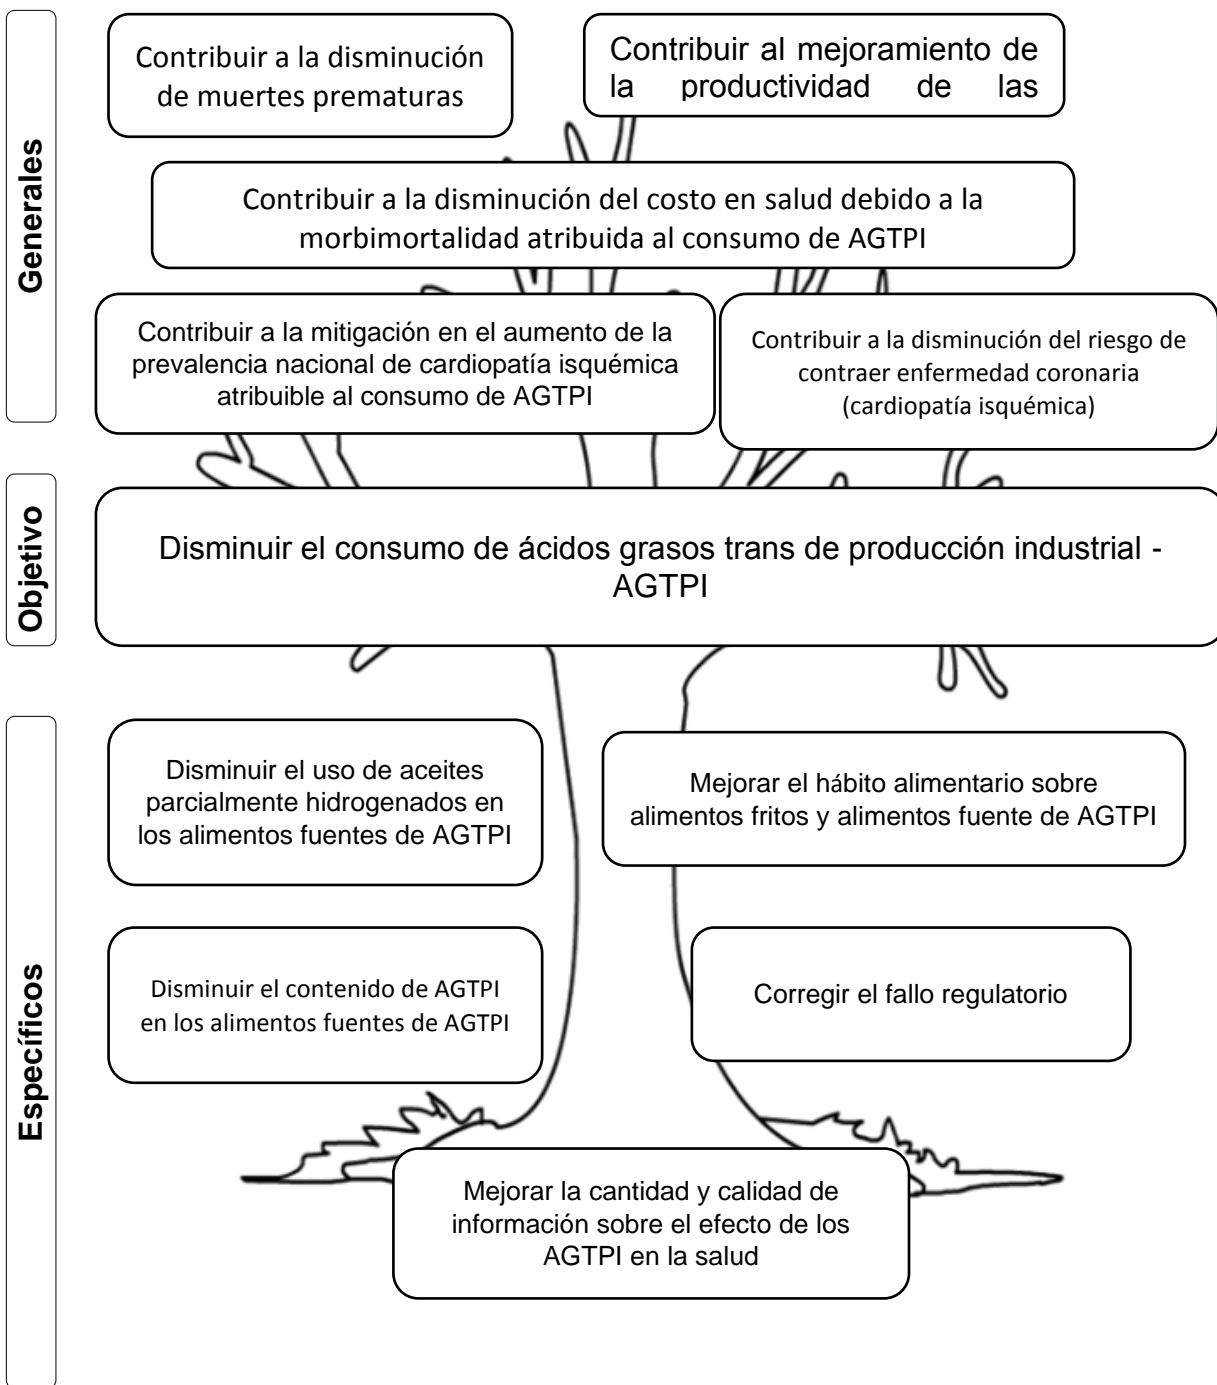 Generales
Contribuir a la disminución
de muertes prematuras
Contribuir al mejoramiento de
la productividad de las
Contribuir a la disminución del costo en salud debido a la
morbimortalidad atribuida al consumo de AGTPI
Contribuir a la mitigación en el aumento de la
prevalencia nacional de cardiopatía isquémica
atribuible al consumo de AGTPI
Contribuir a la disminución del riesgo de
contraer enfermedad coronaria
(cardiopatía isquémica)
Objetivo
Disminuir el consumo de ácidos grasos trans de producción industrial -
AGTPI
Específicos
Disminuir el uso de aceites
parcialmente hidrogenados en
los alimentos fuentes de AGTPI
Mejorar el hábito alimentario sobre
alimentos fritos y alimentos fuente de AGTPI
Disminuir el contenido de AGTPI
en los alimentos fuentes de AGTPI
Corregir el fallo regulatorio
Mejorar la cantidad y calidad de
información sobre el efecto de los
AGTPI en la salud